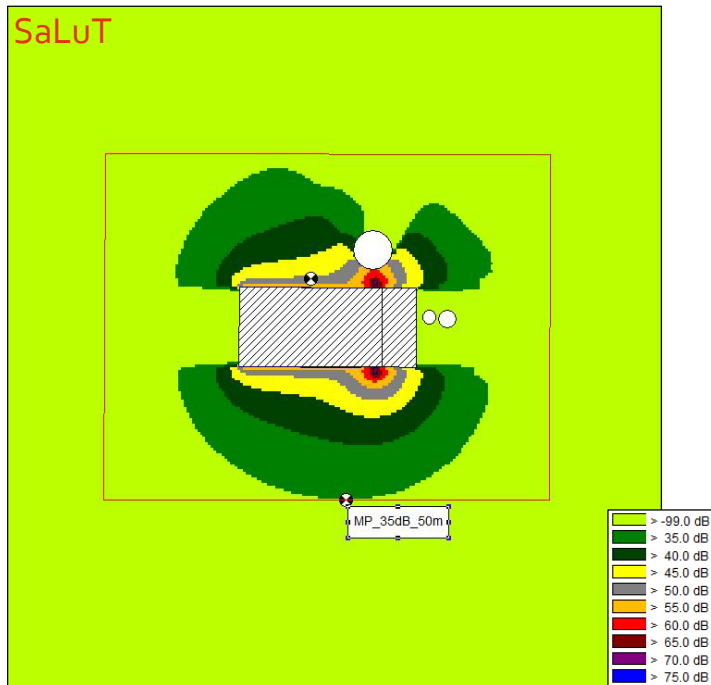 SaLuT
MP_35dB_50m
> -99.0 dB
> 35.0 dB
> 40.0 dB
> 45.0 dB
> 50.0 dB
> 55.0 dB
> 60.0 dB
> 65.0 dB
> 70.0 dB
> 75.0 dB